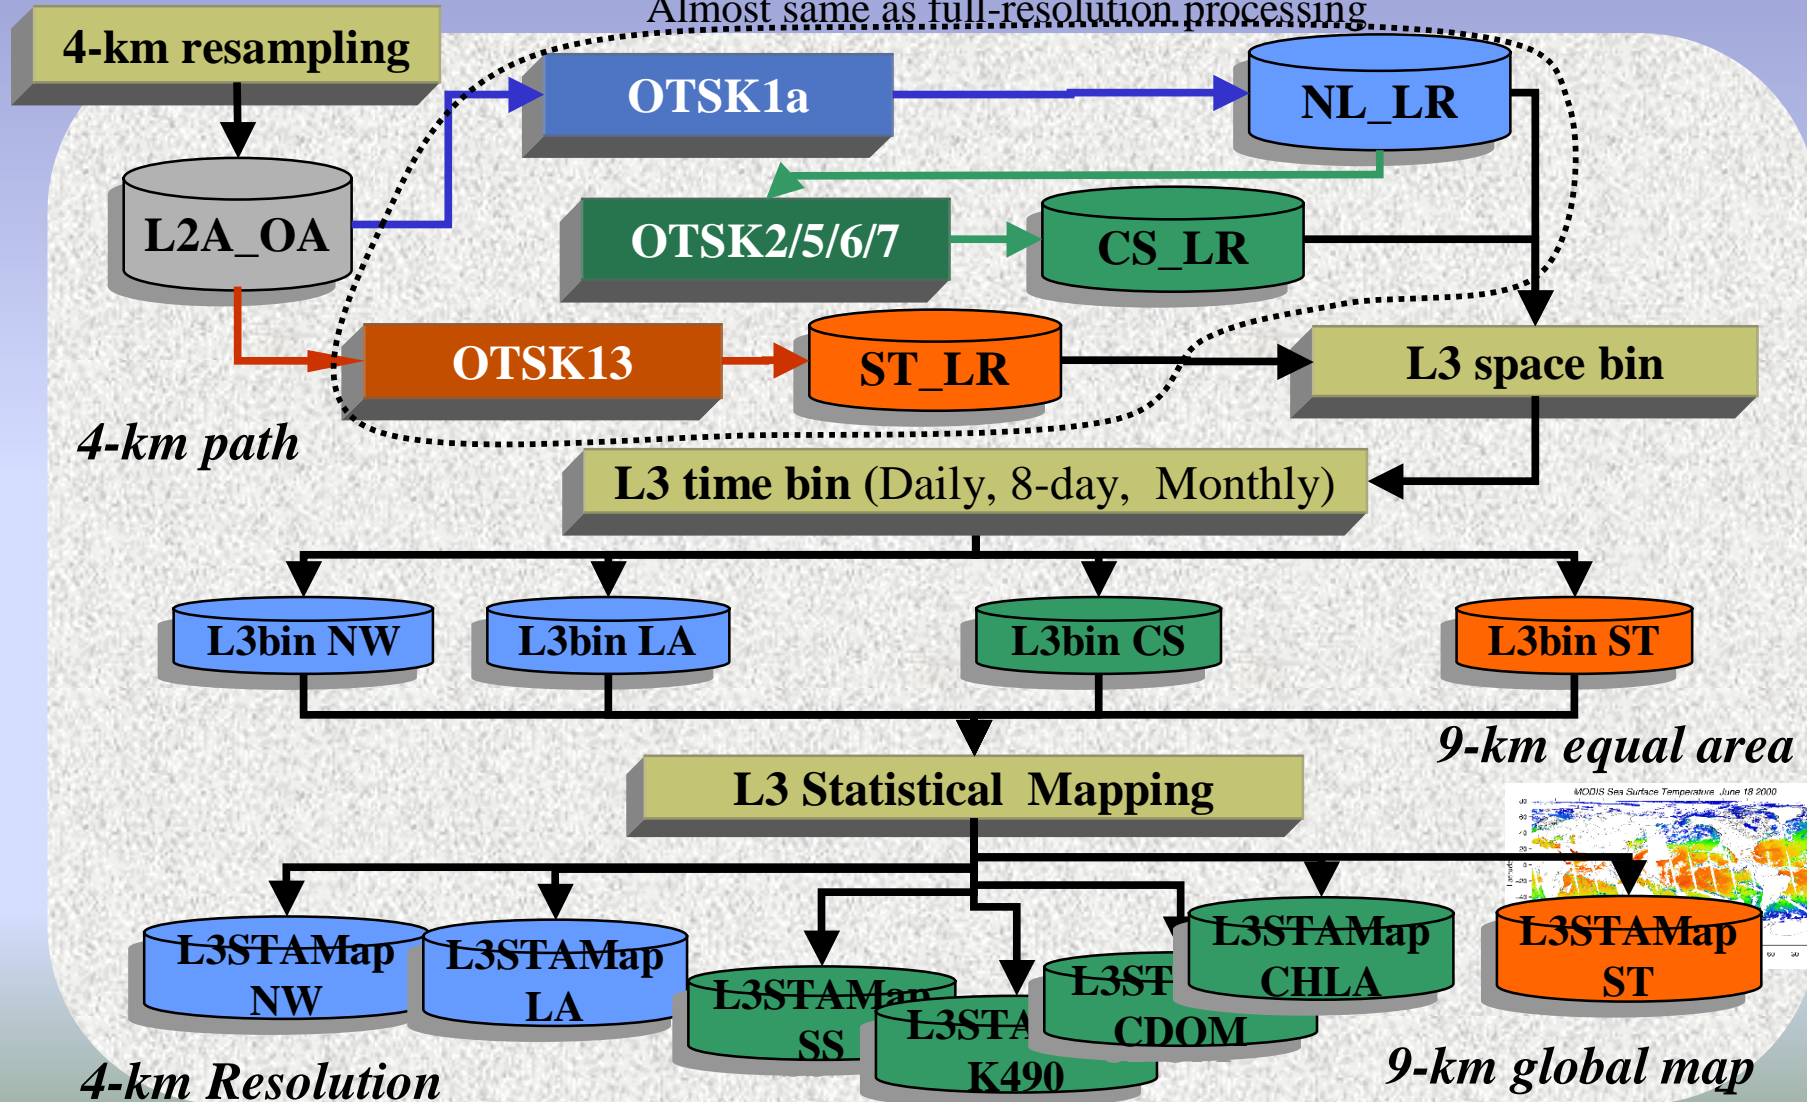 Almost same as full-resolution processing
4-km resampling
OTSK1a
NL_LR
L2A_OA
OTSK2/5/6/7
CS_LR
OTSK13
ST_LR
L3 space bin
4-km path
L3 time bin (Daily, 8-day, Monthly)
L3bin NW
L3bin LA
L3bin CS
L3bin ST
9-km equal area
L3 Statistical Mapping
MODIS Sea Surface Temperature June 18 2000
L3STAMap
NW
L3STAMap
LA
L3STAMap
SS
L3STA
K490
L3ST
CDOM
L3STAMap
CHLA
L3STAMap
ST
4-km Resolution
9-km global map